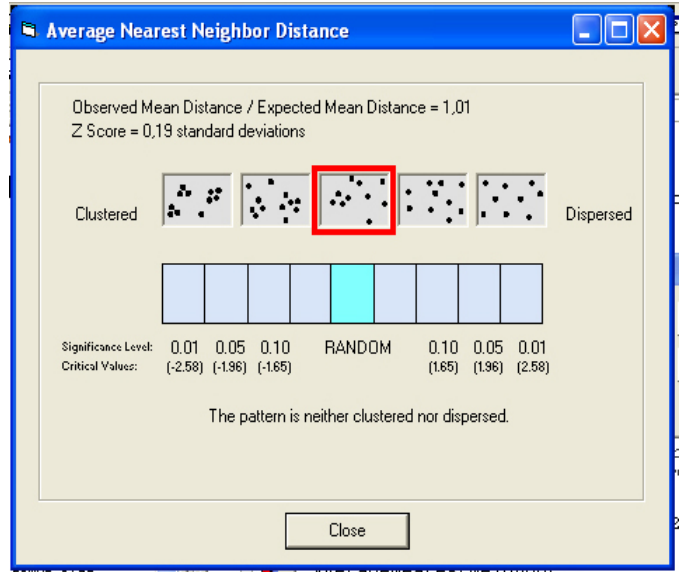 Average Nearest Neighbor Distance
Observed Mean Distance / Expected Mean Distance = 1,01
Z Score = 0,19 standard deviations
Clustered
Dispersed
Significance Level: 0.01 0.05 0.10 RANDOM 0.10 0.05 0.01
Critical Values: (-2.58) (-1.96) (-1.65) (1.65) (1.96) (2.58)
The pattern is neither clustered nor dispersed.
Close